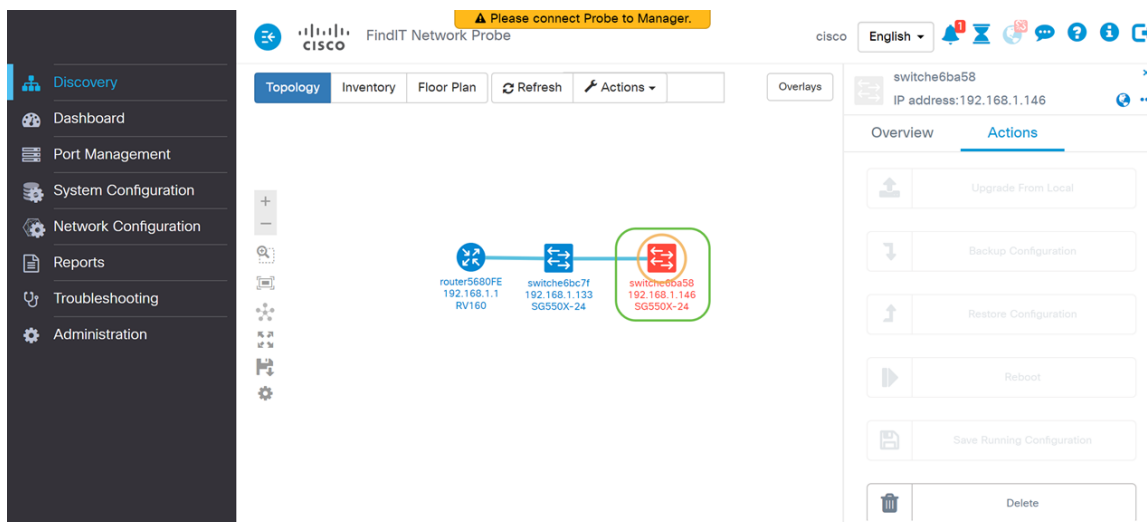 Please connect Probe to Manager.
CISCO
FindIT Network Probe
cisco
English
1
Discovery
Dashboard
Port Management
System Configuration
Network Configuration
Reports
Troubleshooting
Administration
Topology
Inventory
Floor Plan
Refresh
Actions
Overlays
router5680FE
192.168.1.1
RV160
switche6bc7f
192.168.1.133
SG550X-24
switche6ba58
192.168.1.146
SG550X-24
switche6ba58
IP address:192.168.1.146
Overview
Actions
Upgrade From Local
Backup Configuration
Restore Configuration
Reboot
Save Running Configuration
Delete